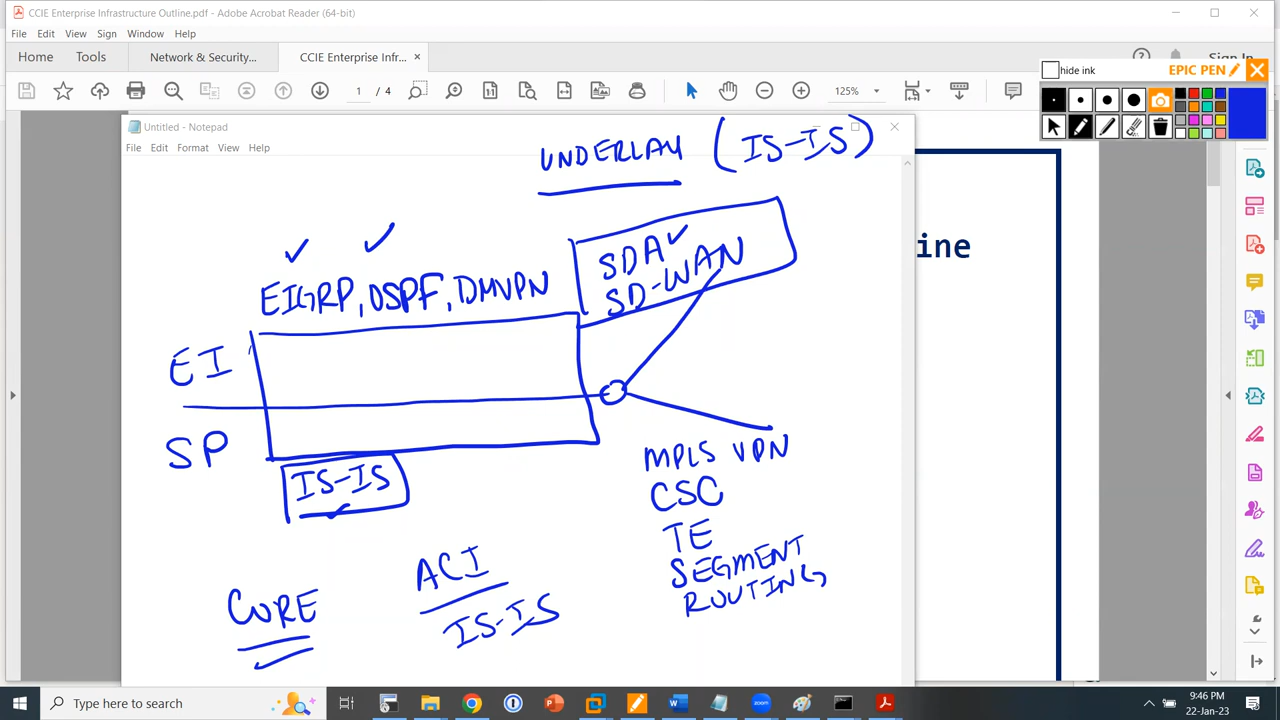 CCIE Enterprise Infrastructure Outline.pdf - Adobe Acrobat Reader (64-bit)
File Edit View Sign Window Help
Home Tools Network & Security... CCIE Enterprise Infr... × Sign In
1 / 4 125%
hide ink EPIC PEN
Untitled - Notepad
File Edit Format View Help
UNDERLAY (IS-IS)
ine
SDA
SD-WAN
EIGRP, OSPF, DMVPN
EI
SP
IS-IS
MPLS VPN
CSC
TE
SEGMENT
ROUTING
ACI
IS-IS
CORE
Type here to search
9:46 PM
22-Jan-23